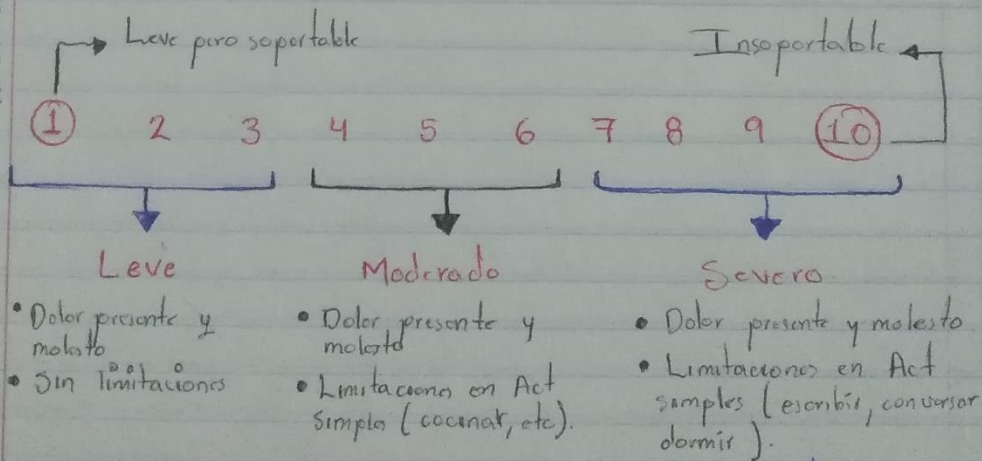 Leve pero soportable
Insoportable
1 2 3 4 5 6 7 8 9 10
Leve
• Dolor presente y
molesto
• Sin limitaciones
Moderado
• Dolor presente y
molesto
• Limitaciones en Act
simples (cocinar, etc).
Severo
• Dolor presente y molesto
• Limitaciones en Act
simples (escribir, conversar
dormir).